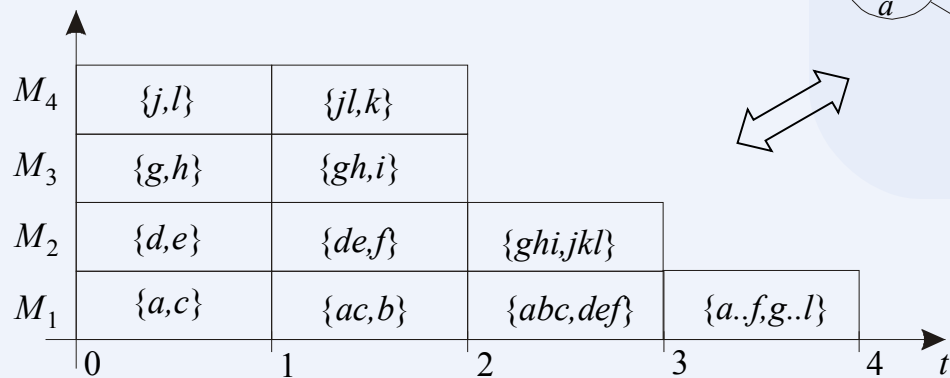 a
M4 {j,l} {jl,k}
M3 {g,h} {gh,i}
M2 {d,e} {de,f} {ghi,jkl}
M1 {a,c} {ac,b} {abc,def} {a..f,g..l}
0 1 2 3 4 t